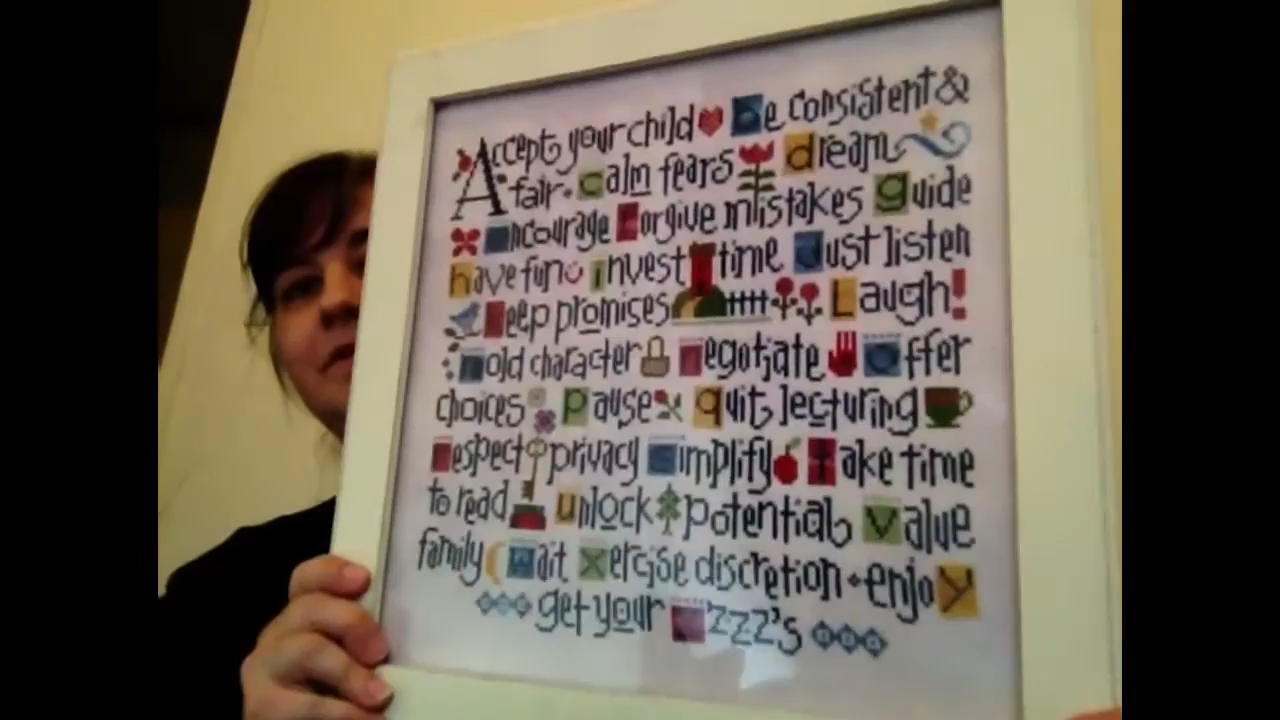 Accept your child Be consistent &
fair · calm fears dream
encourage Forgive mistakes guide
have fun invest time Just listen
Keep promises Laugh!
mold character negotiate Offer
choices pause quit lecturing
respect privacy simplify Take time
to read unlock potential value
family Wait Xercise discretion · enjoy
get your Zzzz's